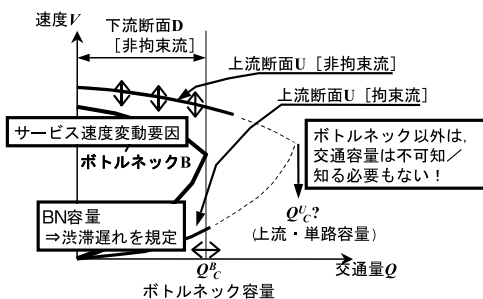 速度V
下流断面D
[非拘束流]
上流断面U [非拘束流]
上流断面U [拘束流]
サービス速度変動要因
ボトルネックB
ボトルネック以外は,
交通容量は不可知/
知る必要もない!
BN容量
⇒渋滞遅れを規定
Q^U_C?
(上流・単路容量)
Q^B_C
交通量Q
ボトルネック容量